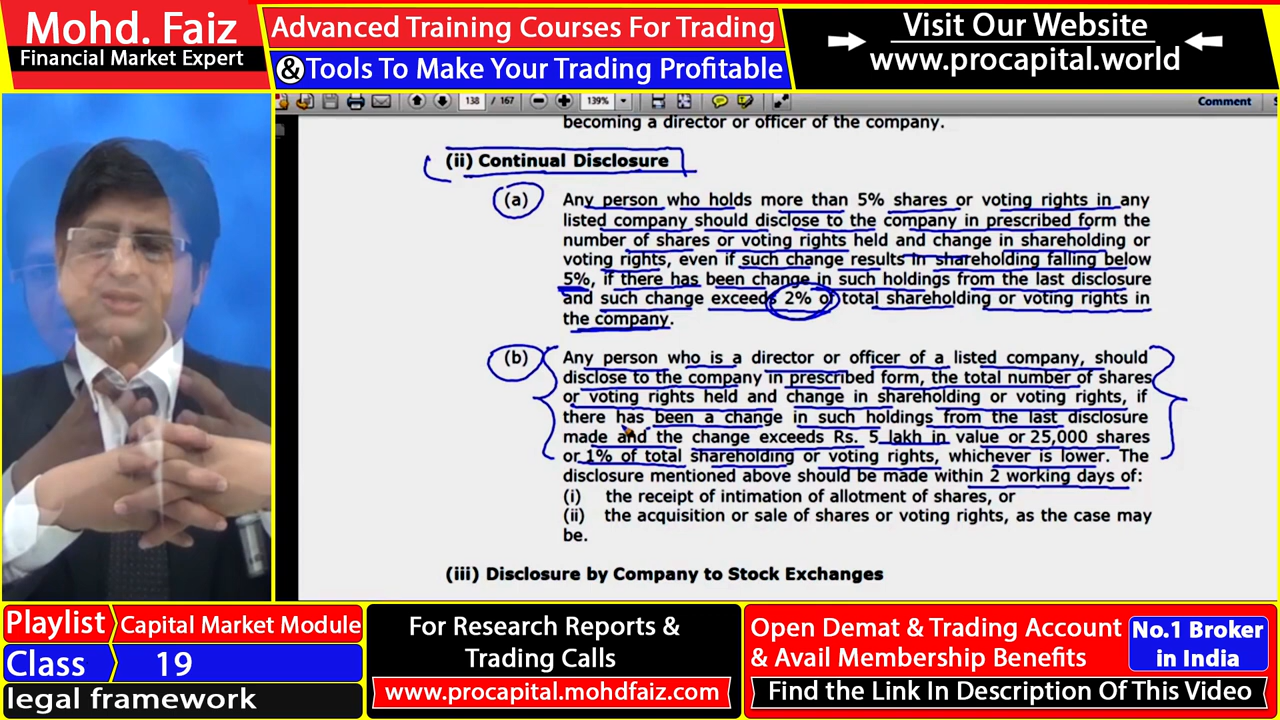 Mohd. Faiz
Financial Market Expert
Advanced Training Courses For Trading
& Tools To Make Your Trading Profitable
Visit Our Website
www.procapital.world
138 / 167
139%
Comment
becoming a director or officer of the company.
(ii) Continual Disclosure
(a) Any person who holds more than 5% shares or voting rights in any
listed company should disclose to the company in prescribed form the
number of shares or voting rights held and change in shareholding or
voting rights, even if such change results in shareholding falling below
5%, if there has been change in such holdings from the last disclosure
and such change exceeds 2% of total shareholding or voting rights in
the company.
(b) Any person who is a director or officer of a listed company, should
disclose to the company in prescribed form, the total number of shares
or voting rights held and change in shareholding or voting rights, if
there has been a change in such holdings from the last disclosure
made and the change exceeds Rs. 5 lakh in value or 25,000 shares
or 1% of total shareholding or voting rights, whichever is lower. The
disclosure mentioned above should be made within 2 working days of:
(i) the receipt of intimation of allotment of shares, or
(ii) the acquisition or sale of shares or voting rights, as the case may
be.
(iii) Disclosure by Company to Stock Exchanges
Playlist Capital Market Module
Class 19
legal framework
For Research Reports &
Trading Calls
www.procapital.mohdfaiz.com
Open Demat & Trading Account
& Avail Membership Benefits
No.1 Broker
in India
Find the Link In Description Of This Video